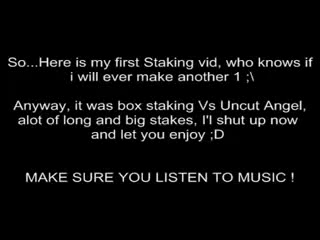 So...Here is my first Staking vid, who knows if
i will ever make another 1 ;\
Anyway, it was box staking Vs Uncut Angel,
alot of long and big stakes, I'l shut up now
and let you enjoy ;D
MAKE SURE YOU LISTEN TO MUSIC !